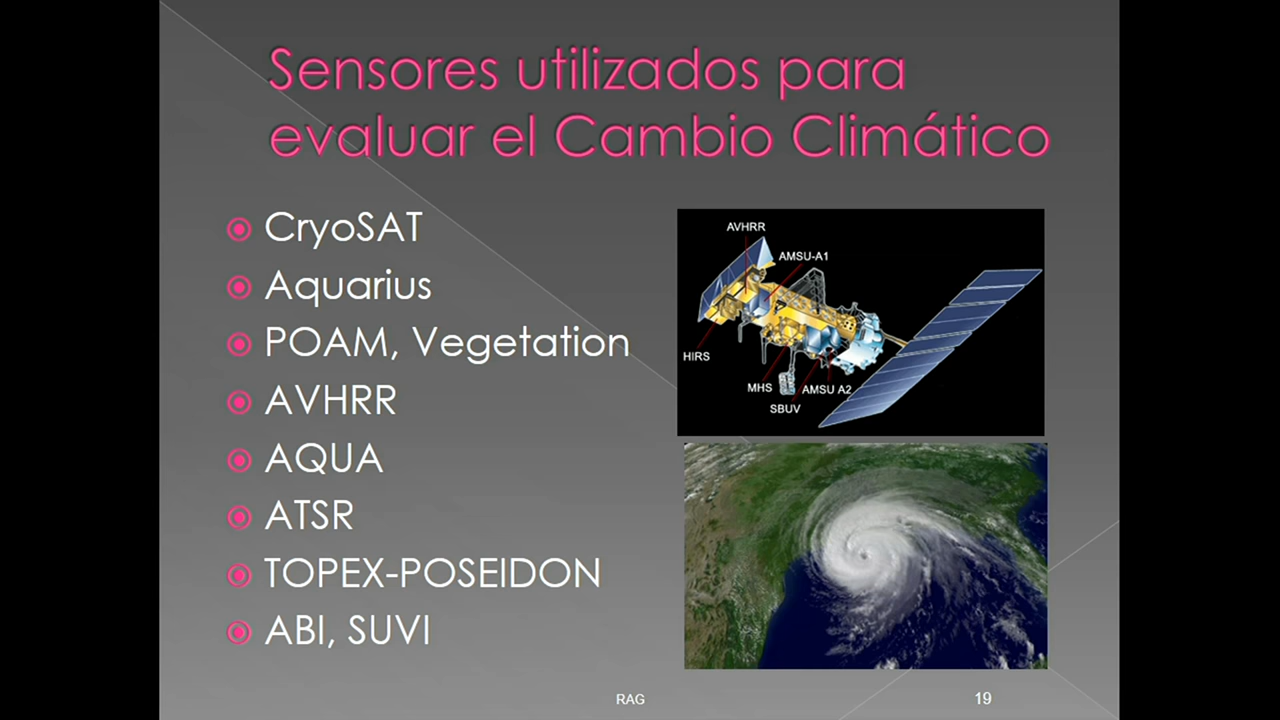 Sensores utilizados para
evaluar el Cambio Climático
CryoSAT
Aquarius
POAM, Vegetation
AVHRR
AQUA
ATSR
TOPEX-POSEIDON
ABI, SUVI
AVHRR
AMSU-A1
HIRS
MHS
AMSU A2
SBUV
RAG
19